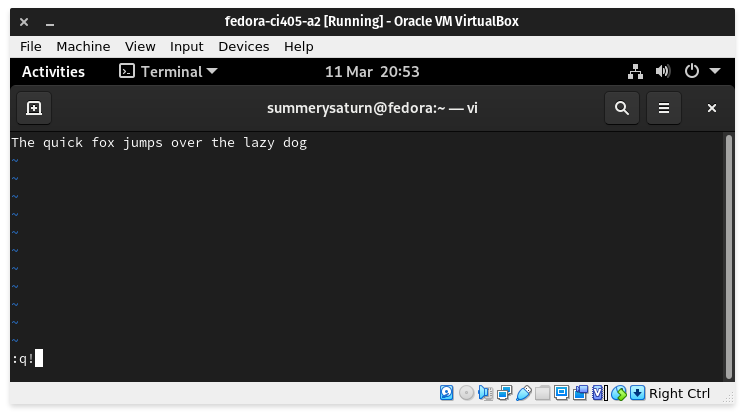 fedora-ci405-a2 [Running] - Oracle VM VirtualBox
File Machine View Input Devices Help
Activities Terminal 11 Mar 20:53
summerysaturn@fedora:~ — vi
The quick fox jumps over the lazy dog
~
~
~
~
~
~
~
~
~
~
~
:q!
Right Ctrl